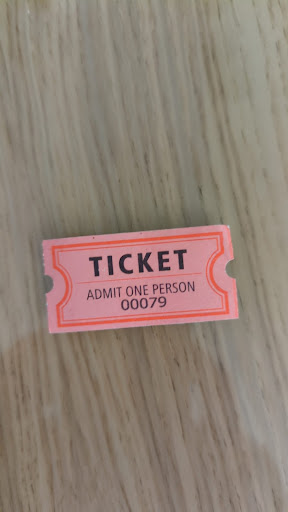 TICKET
ADMIT ONE PERSON
00079